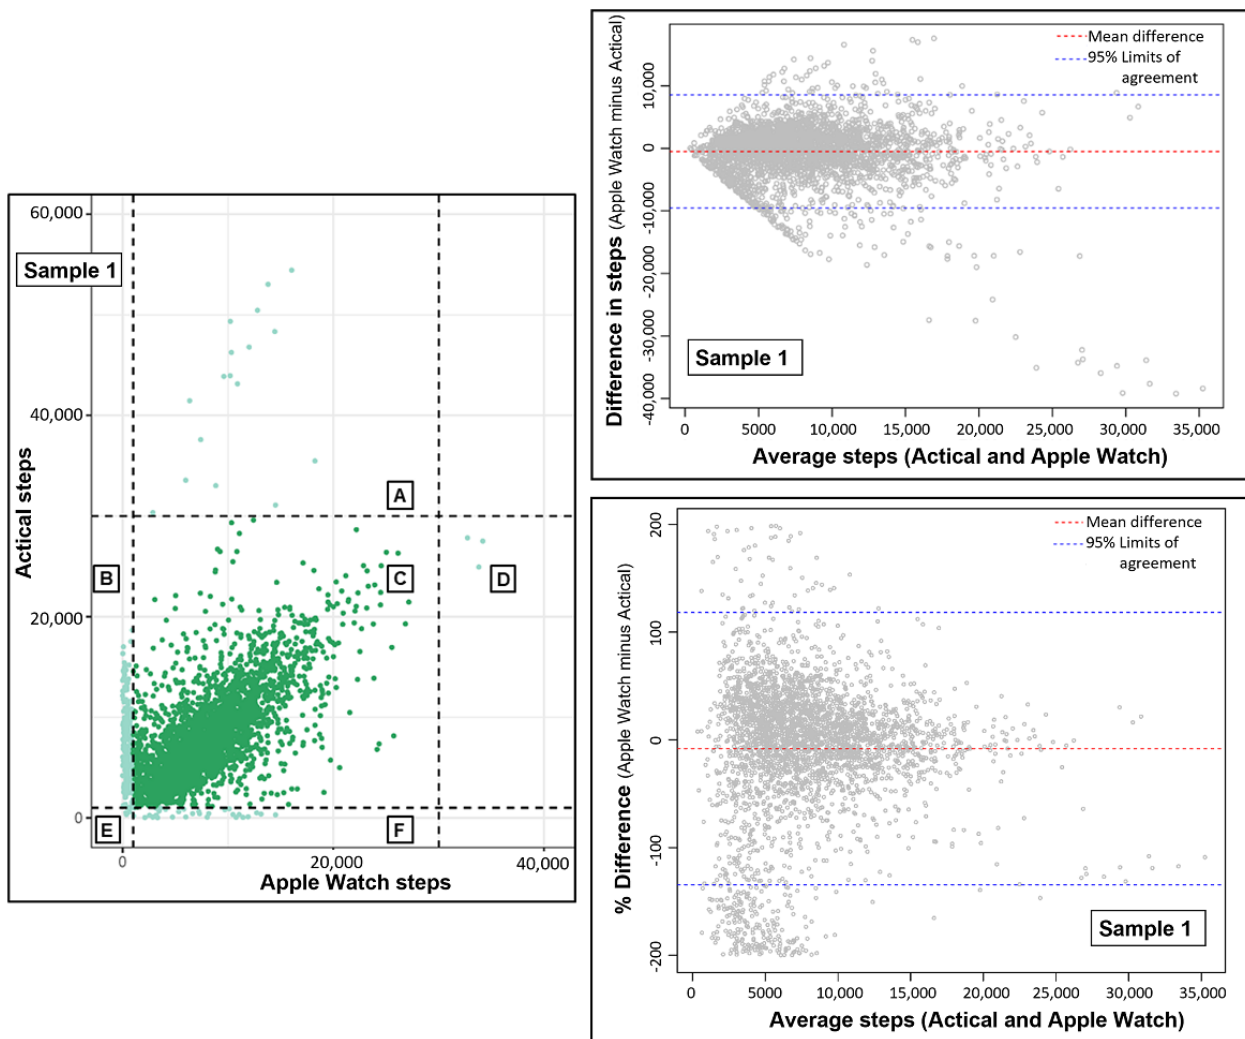 60,000
Sample 1
40,000
A
B
C
D
20,000
0
E
F
0
20,000
40,000
Apple Watch steps
Actical steps
Difference in steps (Apple Watch minus Actical)
Mean difference
95% Limits of
agreement
10,000
0
-10,000
-20,000
-30,000
-40,000
Sample 1
0
5000
10,000
15,000
20,000
25,000
30,000
35,000
Average steps (Actical and Apple Watch)
% Difference (Apple Watch minus Actical)
Mean difference
95% Limits of
agreement
200
100
0
-100
-200
Sample 1
0
5000
10,000
15,000
20,000
25,000
30,000
35,000
Average steps (Actical and Apple Watch)